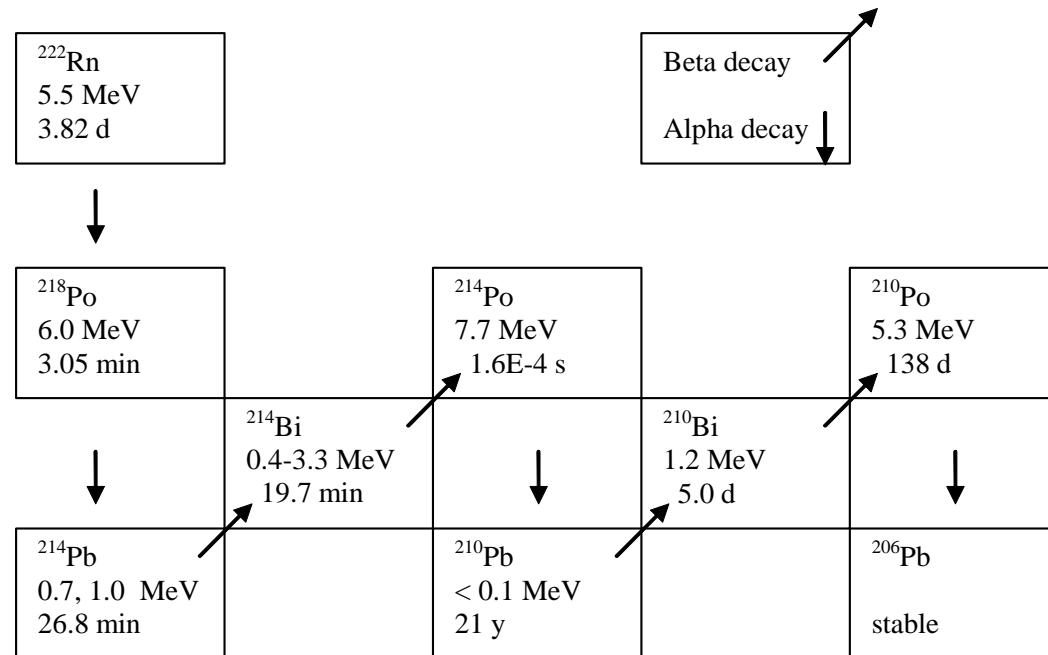 ²²²Rn
5.5 MeV
3.82 d
Beta decay
Alpha decay
²¹⁸Po
6.0 MeV
3.05 min
²¹⁴Po
7.7 MeV
1.6E-4 s
²¹⁰Po
5.3 MeV
138 d
²¹⁴Bi
0.4-3.3 MeV
19.7 min
²¹⁰Bi
1.2 MeV
5.0 d
²¹⁴Pb
0.7, 1.0 MeV
26.8 min
²¹⁰Pb
< 0.1 MeV
21 y
²⁰⁶Pb
stable